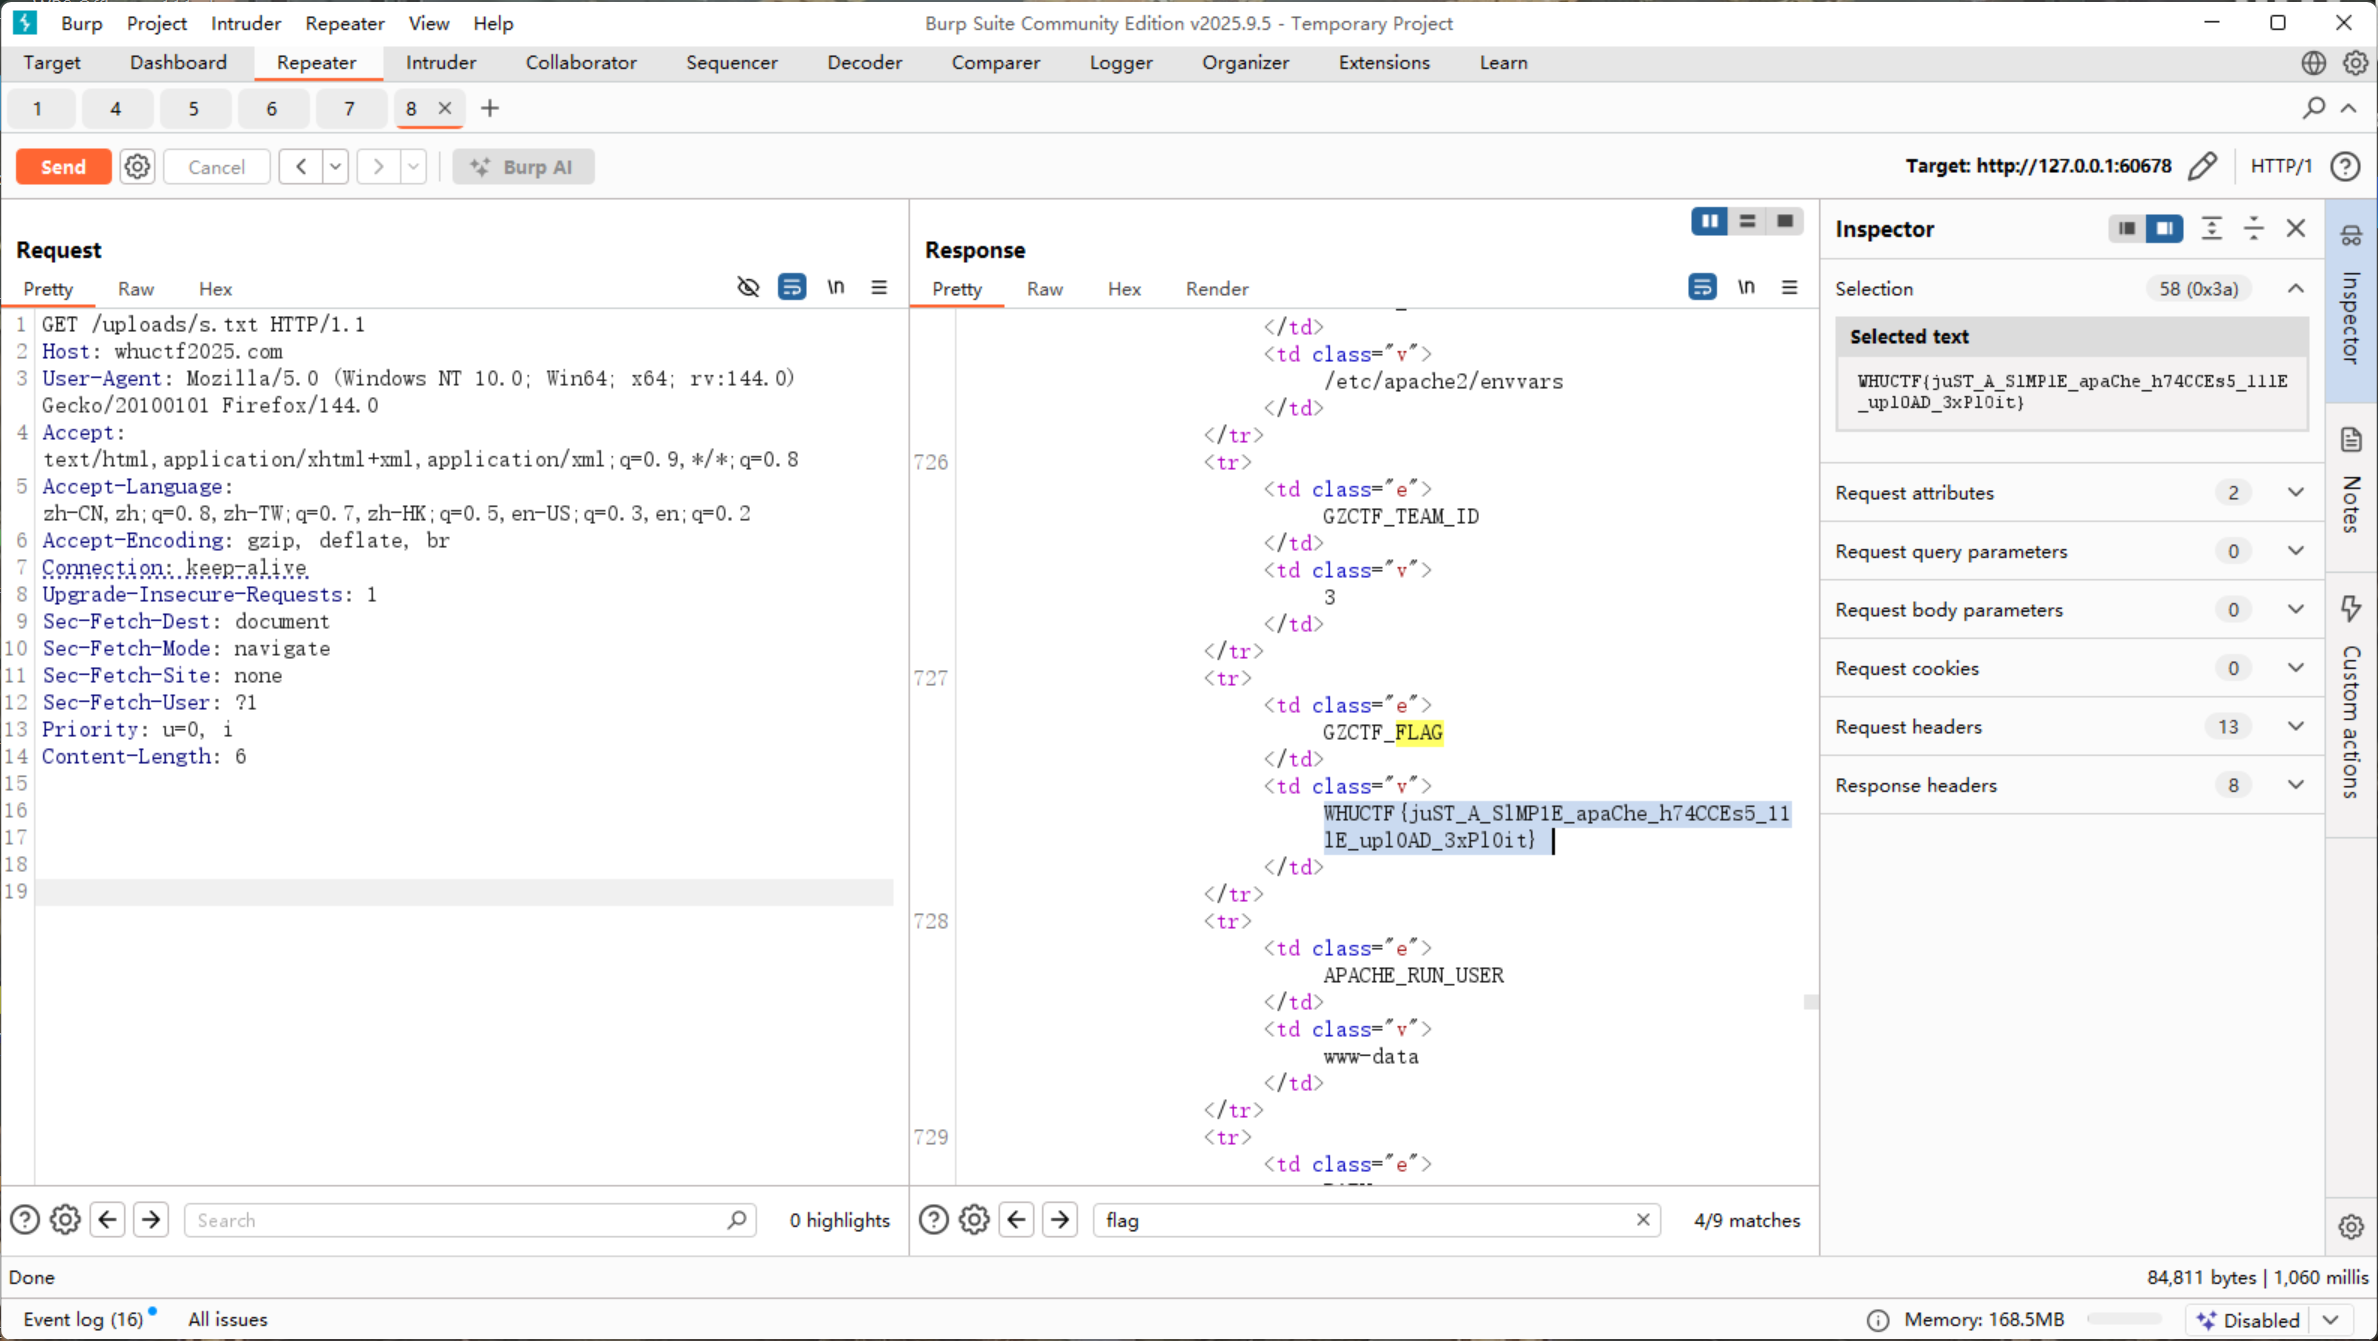 Burp Project Intruder Repeater View Help
Burp Suite Community Edition v2025.9.5 - Temporary Project
Target Dashboard Repeater Intruder Collaborator Sequencer Decoder Comparer Logger Organizer Extensions Learn
1 4 5 6 7 8
Send Cancel Burp AI
Target: http://127.0.0.1:60678 HTTP/1
Request
Pretty Raw Hex
\n
1 GET /uploads/s.txt HTTP/1.1
2 Host: whuctf2025.com
3 User-Agent: Mozilla/5.0 (Windows NT 10.0; Win64; x64; rv:144.0)
Gecko/20100101 Firefox/144.0
4 Accept:
text/html,application/xhtml+xml,application/xml;q=0.9,*/*;q=0.8
5 Accept-Language:
zh-CN,zh;q=0.8,zh-TW;q=0.7,zh-HK;q=0.5,en-US;q=0.3,en;q=0.2
6 Accept-Encoding: gzip, deflate, br
7 Connection: keep-alive
8 Upgrade-Insecure-Requests: 1
9 Sec-Fetch-Dest: document
10 Sec-Fetch-Mode: navigate
11 Sec-Fetch-Site: none
12 Sec-Fetch-User: ?1
13 Priority: u=0, i
14 Content-Length: 6
15
16
17
18
19
Search
0 highlights
Response
Pretty Raw Hex Render
\n
</td>
<td class="v">
/etc/apache2/envvars
</td>
</tr>
726 <tr>
<td class="e">
GZCTF_TEAM_ID
</td>
<td class="v">
3
</td>
</tr>
727 <tr>
<td class="e">
GZCTF_FLAG
</td>
<td class="v">
WHUCTF{juST_A_SlMP1E_apaChe_h74CCEs5_11
lE_upl0AD_3xPl0it}
</td>
</tr>
728 <tr>
<td class="e">
APACHE_RUN_USER
</td>
<td class="v">
www-data
</td>
</tr>
729 <tr>
<td class="e">
flag
4/9 matches
Inspector
Selection 58 (0x3a)
Selected text
WHUCTF{juST_A_SlMP1E_apaChe_h74CCEs5_11lE
_upl0AD_3xPl0it}
Request attributes 2
Request query parameters 0
Request body parameters 0
Request cookies 0
Request headers 13
Response headers 8
Inspector
Notes
Custom actions
Done
84,811 bytes | 1,060 millis
Event log (16) All issues
Memory: 168.5MB
Disabled